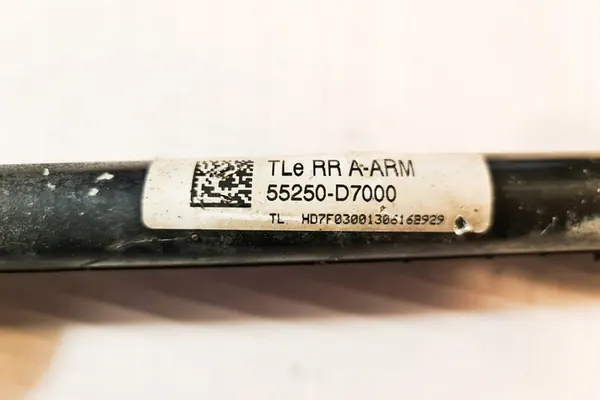 TLe RR A-ARM
55250-D7000
TL HD7F0300130616B929